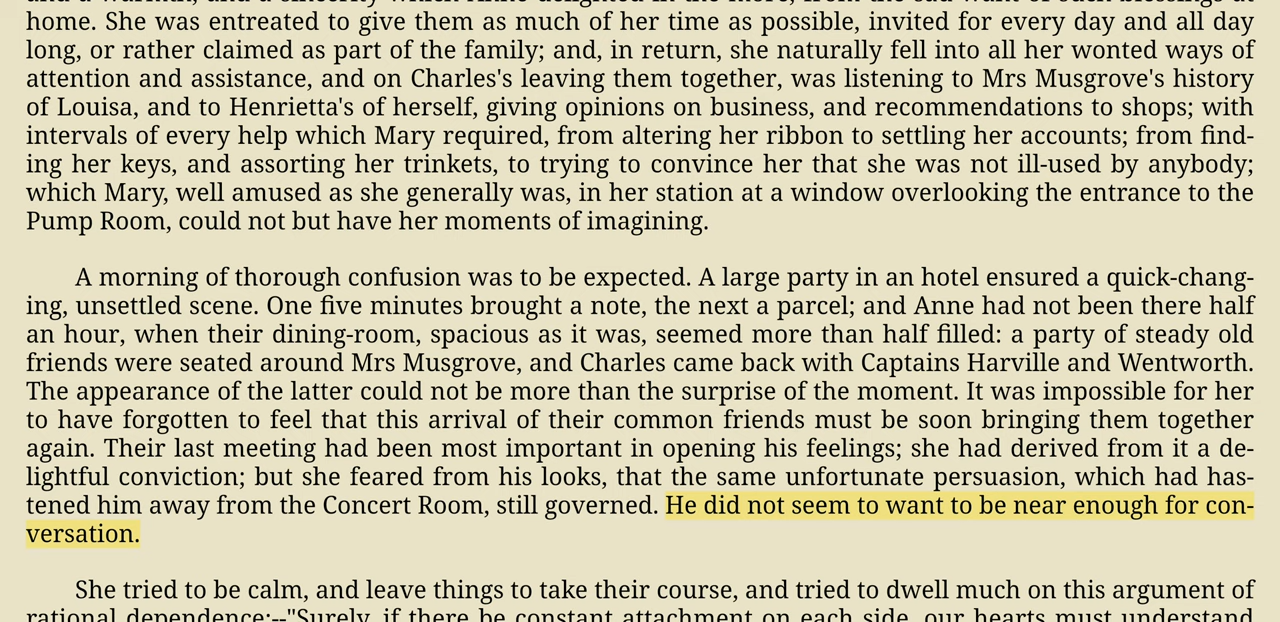 home. She was entreated to give them as much of her time as possible, invited for every day and all day
long, or rather claimed as part of the family; and, in return, she naturally fell into all her wonted ways of
attention and assistance, and on Charles's leaving them together, was listening to Mrs Musgrove's history
of Louisa, and to Henrietta's of herself, giving opinions on business, and recommendations to shops; with
intervals of every help which Mary required, from altering her ribbon to settling her accounts; from find-
ing her keys, and assorting her trinkets, to trying to convince her that she was not ill-used by anybody;
which Mary, well amused as she generally was, in her station at a window overlooking the entrance to the
Pump Room, could not but have her moments of imagining.
A morning of thorough confusion was to be expected. A large party in an hotel ensured a quick-chang-
ing, unsettled scene. One five minutes brought a note, the next a parcel; and Anne had not been there half
an hour, when their dining-room, spacious as it was, seemed more than half filled: a party of steady old
friends were seated around Mrs Musgrove, and Charles came back with Captains Harville and Wentworth.
The appearance of the latter could not be more than the surprise of the moment. It was impossible for her
to have forgotten to feel that this arrival of their common friends must be soon bringing them together
again. Their last meeting had been most important in opening his feelings; she had derived from it a de-
lightful conviction; but she feared from his looks, that the same unfortunate persuasion, which had has-
tened him away from the Concert Room, still governed. He did not seem to want to be near enough for con-
versation.
She tried to be calm, and leave things to take their course, and tried to dwell much on this argument of
rational dependence:--"Surely, if there be constant attachment on each side, our hearts must understand